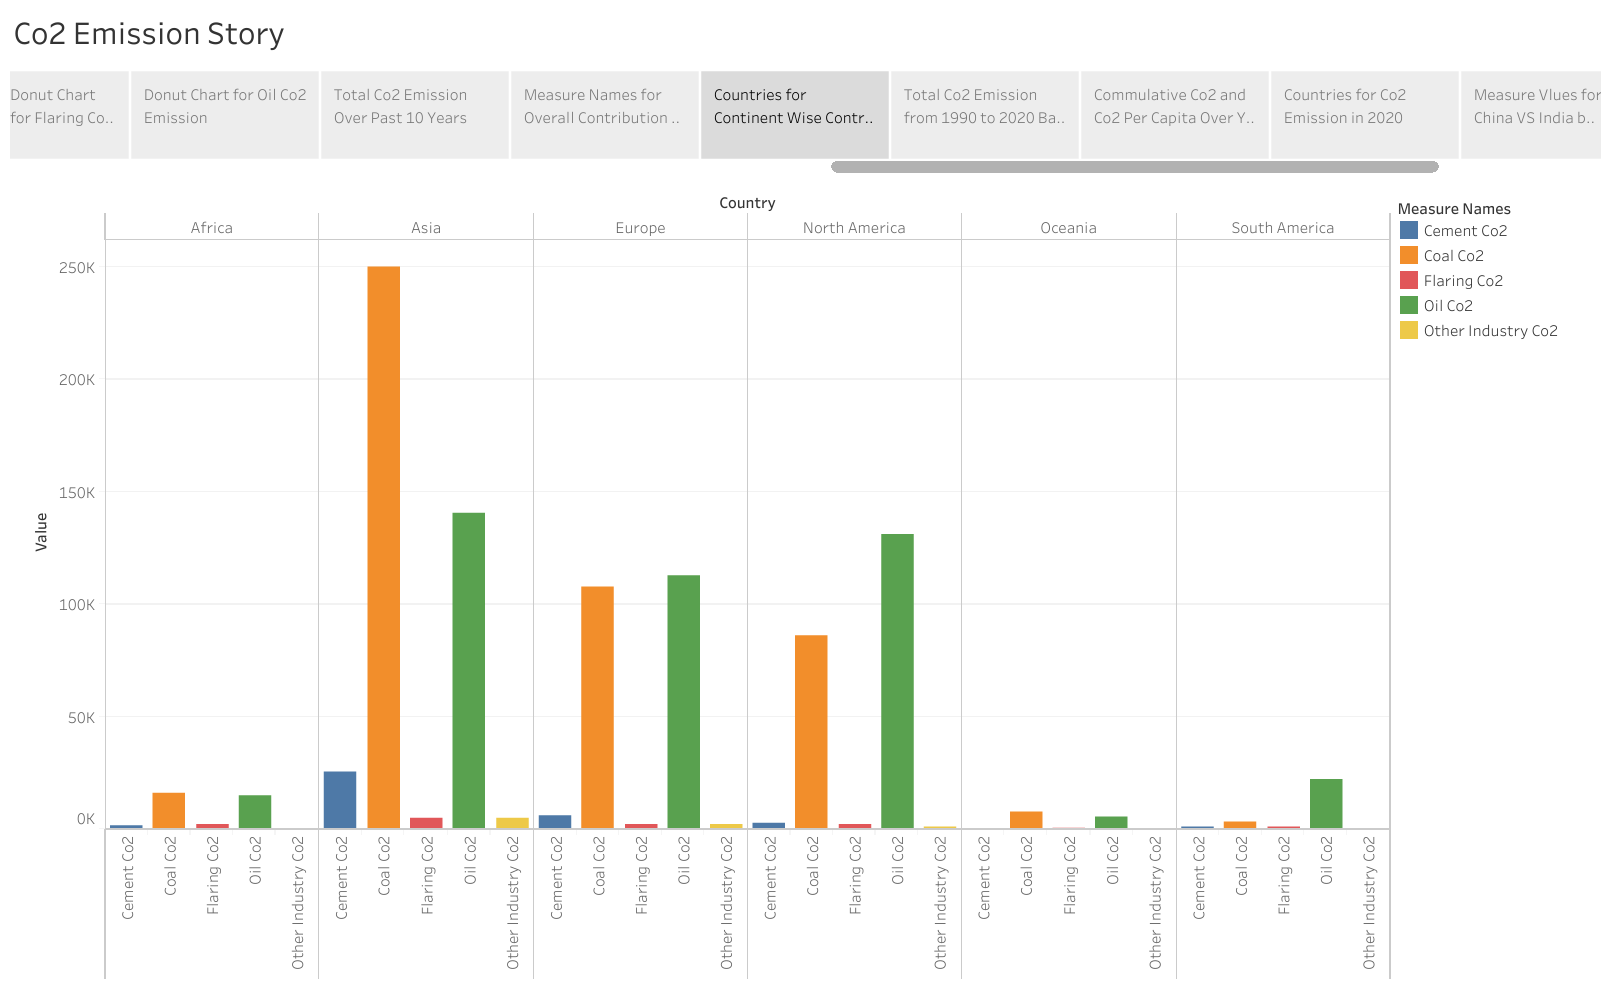 Co2 Emission Story
Donut Chart
for Flaring Co..
Donut Chart for Oil Co2
Emission
Total Co2 Emission
Over Past 10 Years
Measure Names for
Overall Contribution ..
Countries for
Continent Wise Contr..
Total Co2 Emission
from 1990 to 2020 Ba..
Commulative Co2 and
Co2 Per Capita Over Y..
Countries for Co2
Emission in 2020
Measure Vlues for
China VS India b..
Country
Africa
Asia
Europe
North America
Oceania
South America
Value
250K
200K
150K
100K
50K
0K
Cement Co2
Coal Co2
Flaring Co2
Oil Co2
Other Industry Co2
Cement Co2
Coal Co2
Flaring Co2
Oil Co2
Other Industry Co2
Cement Co2
Coal Co2
Flaring Co2
Oil Co2
Other Industry Co2
Cement Co2
Coal Co2
Flaring Co2
Oil Co2
Other Industry Co2
Cement Co2
Coal Co2
Flaring Co2
Oil Co2
Other Industry Co2
Cement Co2
Coal Co2
Flaring Co2
Oil Co2
Other Industry Co2
Measure Names
Cement Co2
Coal Co2
Flaring Co2
Oil Co2
Other Industry Co2